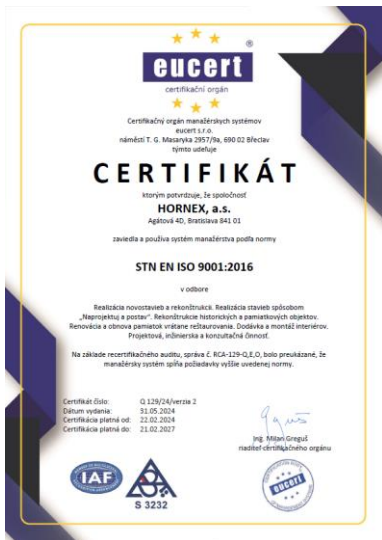 eucert
®
certifikační orgán
Certifikačný orgán manažérskych systémov
eucert s.r.o.
náměstí T. G. Masaryka 2957/9a, 690 02 Břeclav
týmto udeľuje
CERTIFIKÁT
ktorým potvrdzuje, že spoločnosť
HORNEX, a.s.
Agátová 4D, Bratislava 841 01
zaviedla a používa systém manažérstva podľa normy
STN EN ISO 9001:2016
v odbore
Realizácia novostavieb a rekonštrukcií. Realizácia stavieb spôsobom
„Naprojektuj a postav". Rekonštrukcie historických a pamiatkových objektov.
Renovácia a obnova pamiatok vrátane reštaurovania. Dodávka a montáž interiérov.
Projektová, inžinierska a konzultačná činnosť.
Na základe recertifikačného auditu, správa č. RCA-129-Q,E,O, bolo preukázané, že
manažérsky systém spĺňa požiadavky vyššie uvedenej normy.
Certifikát číslo: Q 129/24/verzia 2
Dátum vydania: 31.05.2024
Certifikácia platná od: 22.02.2024
Certifikácia platná do: 21.02.2027
Ing. Milan Greguš
riaditeľ certifikačného orgánu
IAF
S 3232
eucert